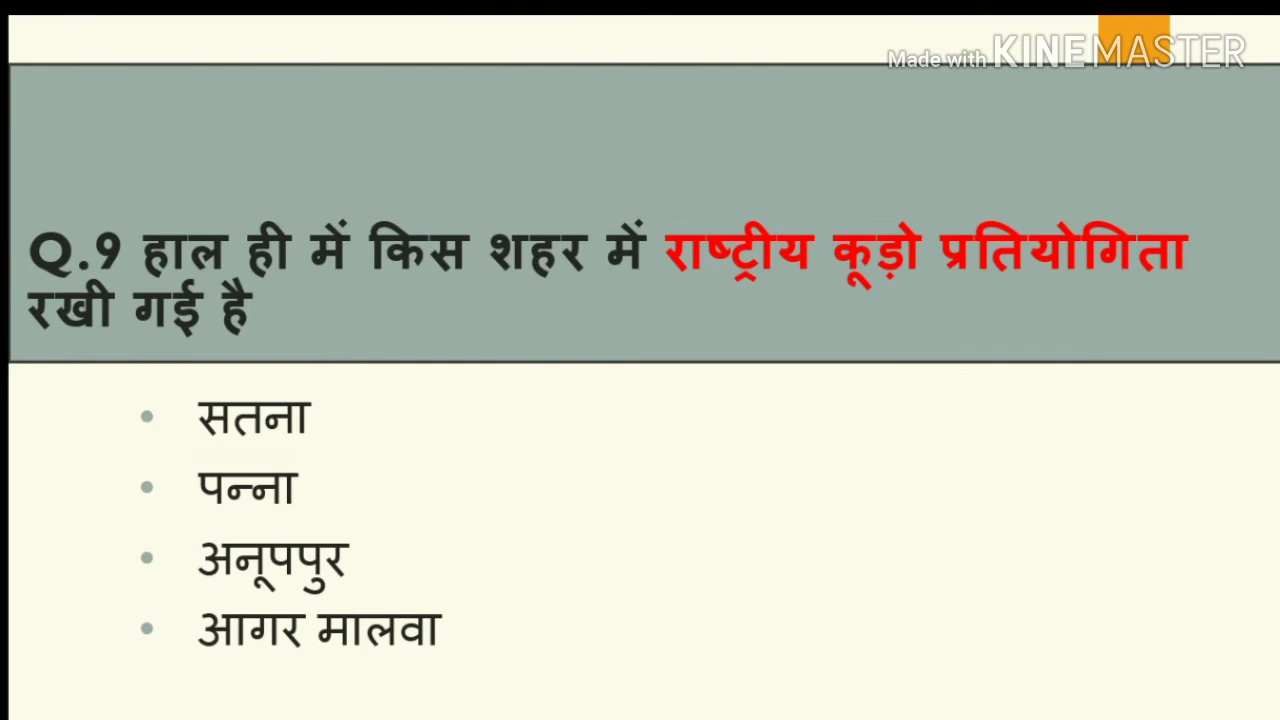 Made with KINEMASTER
Q.9 हाल ही में किस शहर में राष्ट्रीय कूड़ो प्रतियोगिता
रखी गई है
• सतना
• पन्ना
• अनूपपुर
• आगर मालवा